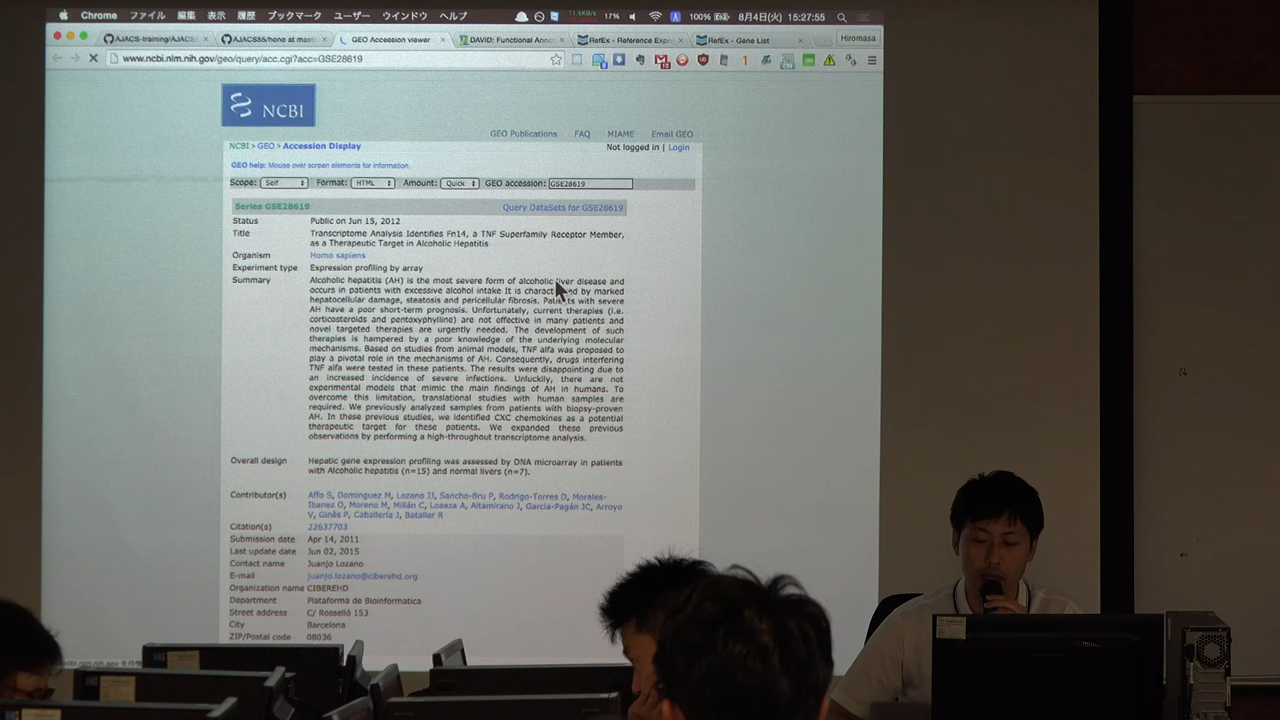 Chrome ファイル 編集 表示 履歴 ブックマーク ユーザー ウインドウ ヘルプ 11.5KB/s 17% 100% 8月4日(火) 15:27:55
AJACS-training/AJACS AJACS55/hono at mast GEO Accession viewer DAVID: Functional Anno RefEx - Reference Expr RefEx - Gene List Hiromasa
www.ncbi.nlm.nih.gov/geo/query/acc.cgi?acc=GSE28619
NCBI
GEO Publications FAQ MIAME Email GEO
NCBI > GEO > Accession Display Not logged in | Login
GEO help: Mouse over screen elements for information.
Scope: Self Format: HTML Amount: Quick GEO accession: GSE28619
Series GSE28619 Query DataSets for GSE28619
Status Public on Jun 15, 2012
Title Transcriptome Analysis Identifies Fn14, a TNF Superfamily Receptor Member,
as a Therapeutic Target in Alcoholic Hepatitis
Organism Homo sapiens
Experiment type Expression profiling by array
Summary Alcoholic hepatitis (AH) is the most severe form of alcoholic liver disease and
occurs in patients with excessive alcohol intake It is characterized by marked
hepatocellular damage, steatosis and pericellular fibrosis. Patients with severe
AH have a poor short-term prognosis. Unfortunately, current therapies (i.e.
corticosteroids and pentoxyphylline) are not effective in many patients and
novel targeted therapies are urgently needed. The development of such
therapies is hampered by a poor knowledge of the underlying molecular
mechanisms. Based on studies from animal models, TNF alfa was proposed to
play a pivotal role in the mechanisms of AH. Consequently, drugs interfering
TNF alfa were tested in these patients. The results were disappointing due to
an increased incidence of severe infections. Unluckily, there are not
experimental models that mimic the main findings of AH in humans. To
overcome this limitation, translational studies with human samples are
required. We previously analyzed samples from patients with biopsy-proven
AH. In these previous studies, we identified CXC chemokines as a potential
therapeutic target for these patients. We expanded these previous
observations by performing a high-throughout transcriptome analysis.
Overall design Hepatic gene expression profiling was assessed by DNA microarray in patients
with Alcoholic hepatitis (n=15) and normal livers (n=7).
Contributor(s) Affo S, Dominguez M, Lozano JJ, Sancho-Bru P, Rodrigo-Torres D, Morales-
Ibanez O, Moreno M, Millán C, Loaeza A, Altamirano J, García-Pagán JC, Arroyo
V, Ginès P, Caballería J, Bataller R
Citation(s) 22637703
Submission date Apr 14, 2011
Last update date Jun 02, 2015
Contact name Juanjo Lozano
E-mail juanjo.lozano@ciberehd.org
Organization name CIBEREHD
Department Plataforma de Bioinformatica
Street address C/ Rosselló 153
City Barcelona
ZIP/Postal code 08036